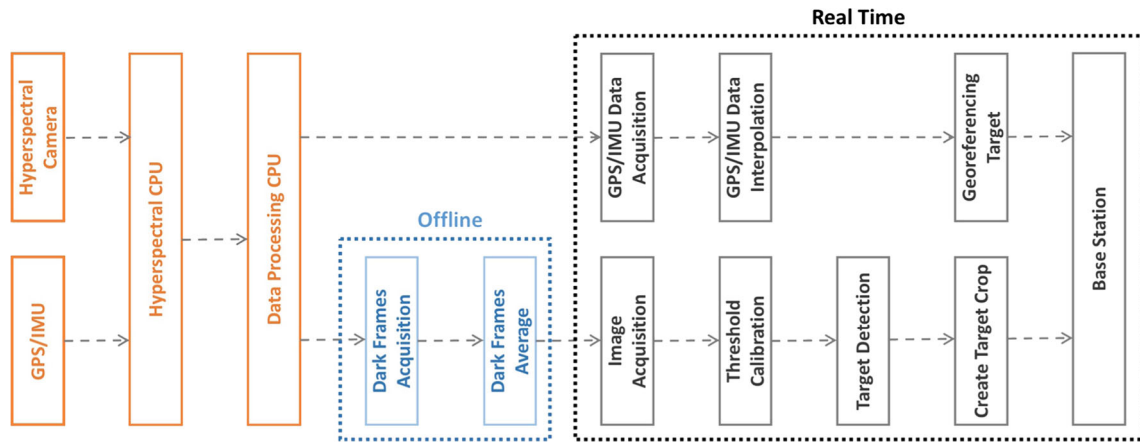 Real Time
Hyperspectral
Camera
GPS/IMU
Hyperspectral CPU
Data Processing CPU
Offline
Dark Frames
Acquisition
Dark Frames
Average
GPS/IMU Data
Acquisition
GPS/IMU Data
Interpolation
Georeferencing
Target
Image
Acquisition
Threshold
Calibration
Target Detection
Create Target Crop
Base Station